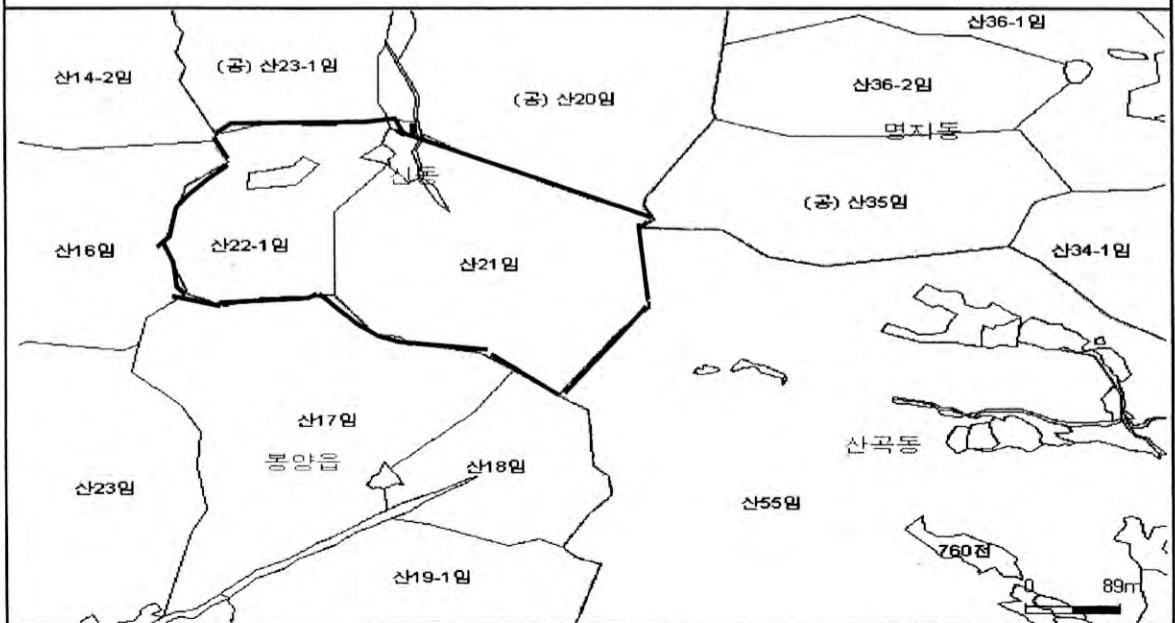 산36-1임
산14-2임
(공) 산23-1임
(공) 산20임
산36-2임
명지동
신동
(공) 산35임
산16임
산22-1임
산21임
산34-1임
산17임
봉양읍
산18임
산곡동
산23임
산55임
760전
산19-1임
0 89m